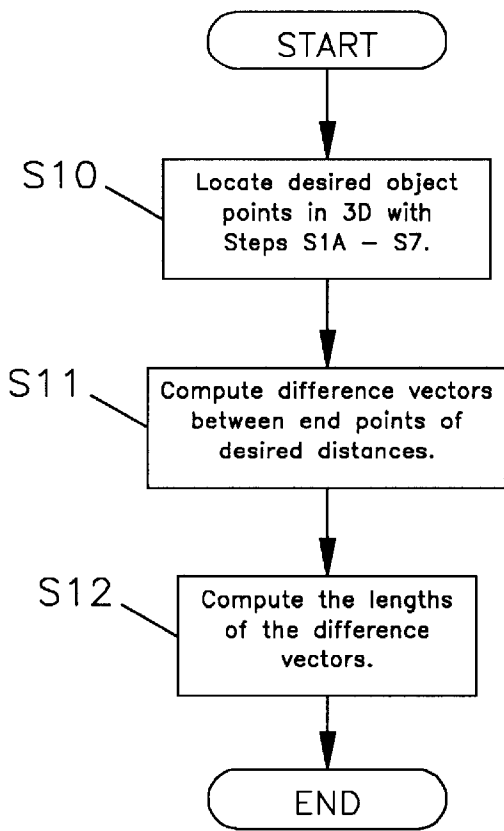 START
S10
Locate desired object
points in 3D with
Steps S1A – S7.
S11
Compute difference vectors
between end points of
desired distances.
S12
Compute the lengths
of the difference
vectors.
END